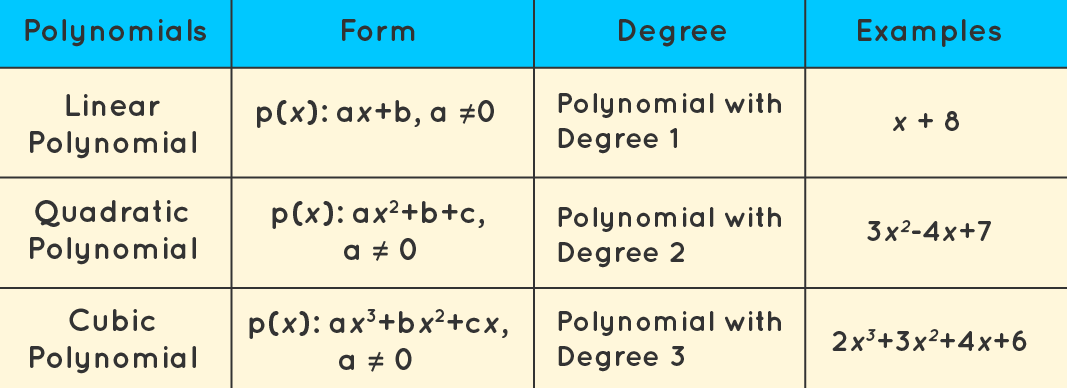 Polynomials Form Degree Examples
Linear
Polynomial
p(x): ax+b, a ≠0
Polynomial with
Degree 1
x + 8
Quadratic
Polynomial
p(x): ax²+b+c,
a ≠ 0
Polynomial with
Degree 2
3x²-4x+7
Cubic
Polynomial
p(x): ax³+bx²+cx,
a ≠ 0
Polynomial with
Degree 3
2x³+3x²+4x+6